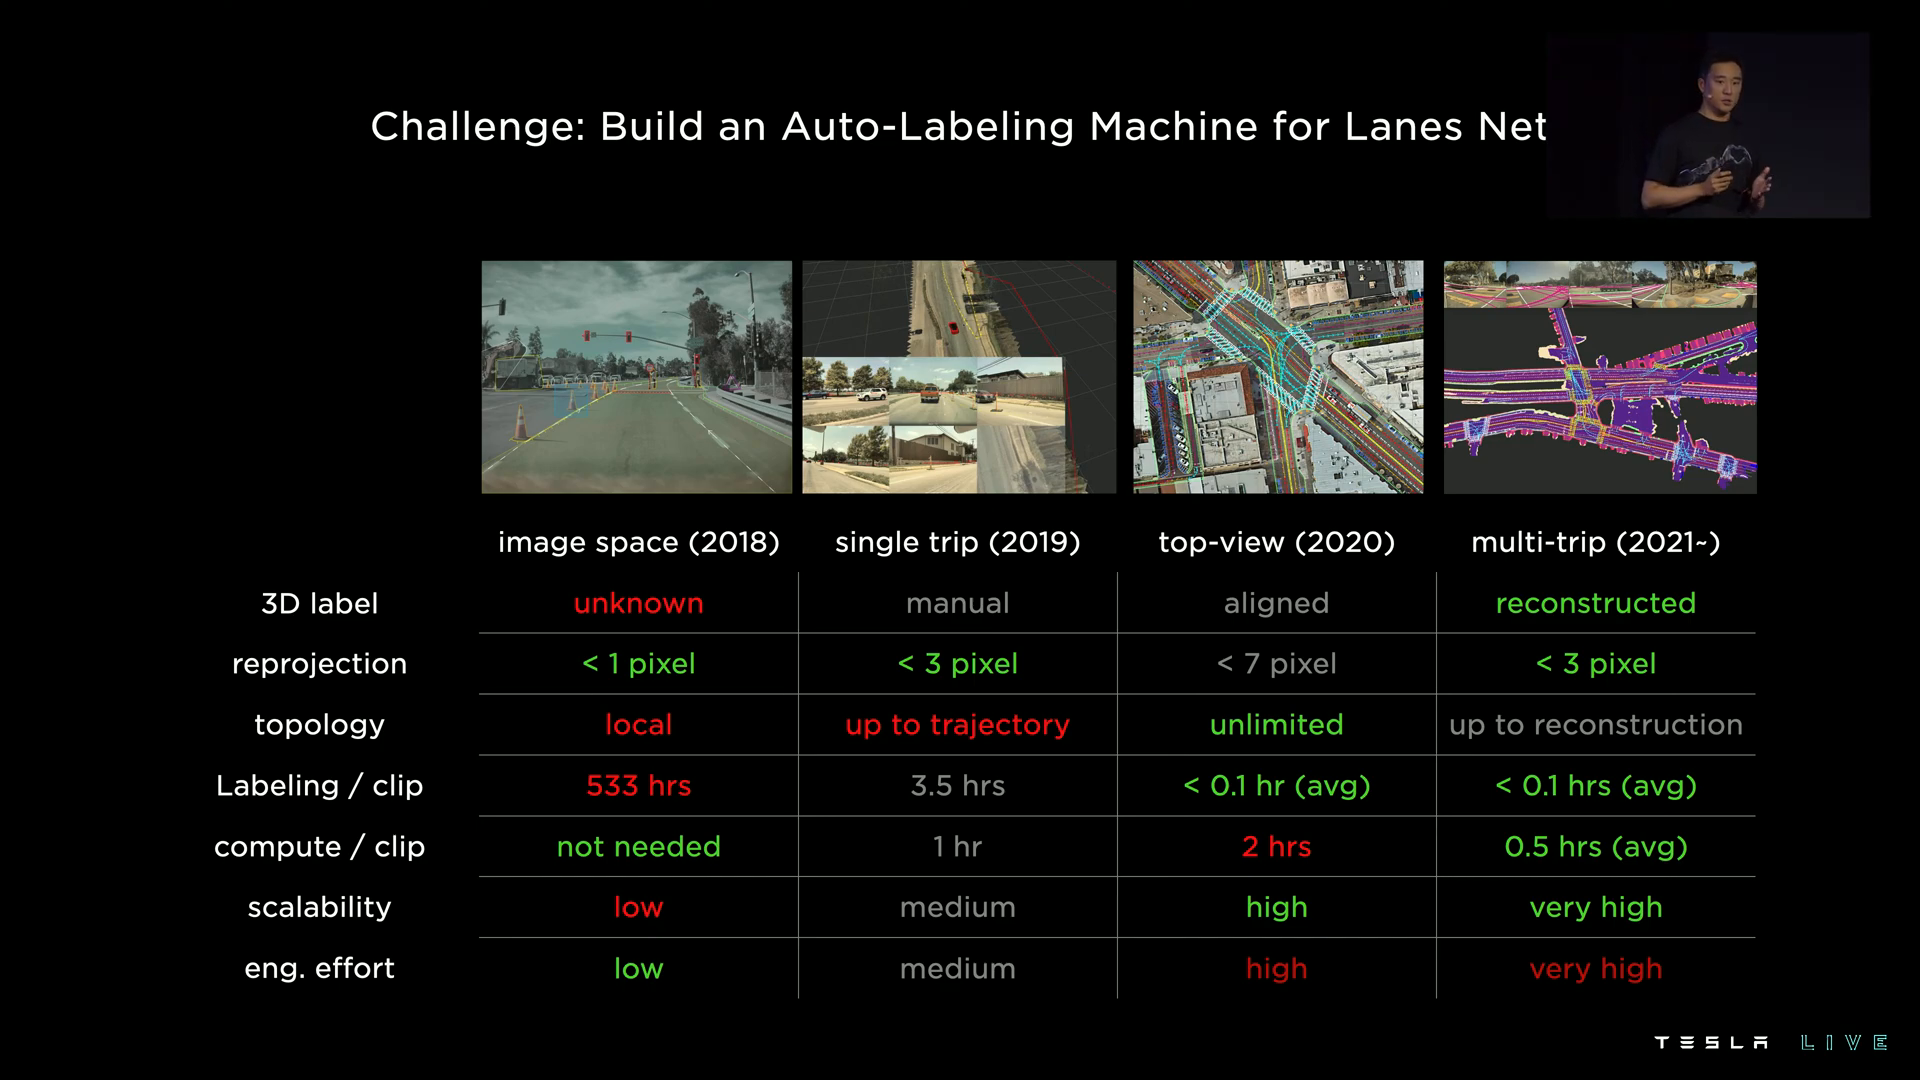 Challenge: Build an Auto-Labeling Machine for Lanes Net
image space (2018) single trip (2019) top-view (2020) multi-trip (2021~)
3D label unknown manual aligned reconstructed
reprojection < 1 pixel < 3 pixel < 7 pixel < 3 pixel
topology local up to trajectory unlimited up to reconstruction
Labeling / clip 533 hrs 3.5 hrs < 0.1 hr (avg) < 0.1 hrs (avg)
compute / clip not needed 1 hr 2 hrs 0.5 hrs (avg)
scalability low medium high very high
eng. effort low medium high very high
TESLA LIVE